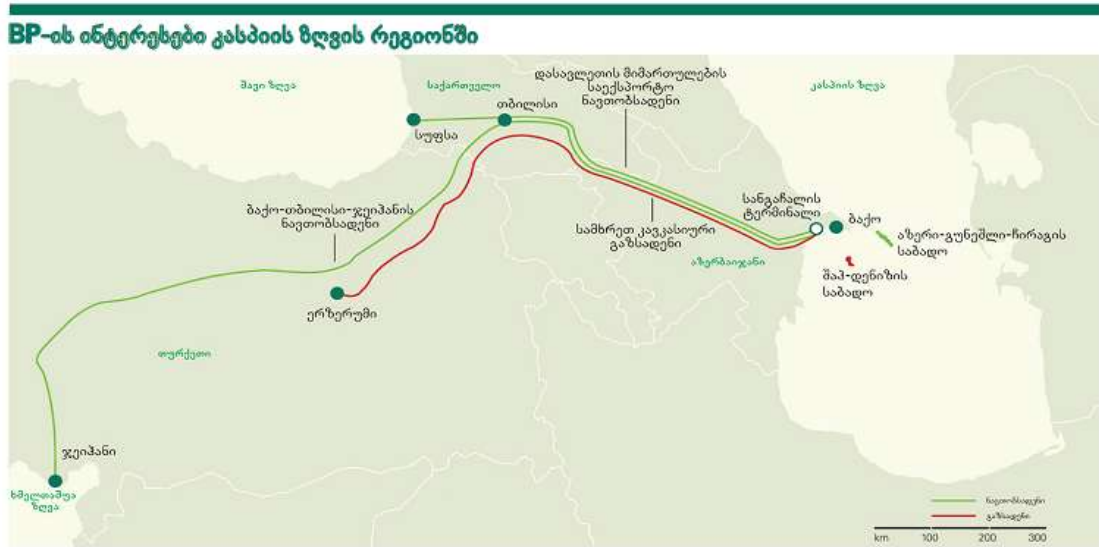 BP-ის ინტერესები კასპიის ზღვის რეგიონში
შავი ზღვა
საქართველო
დასავლეთის მიმართულების
საექსპორტო
ნავთობსადენი
კასპიის ზღვა
თბილისი
სუფსა
ბაქო-თბილისი-ჯეიჰანის
ნავთობსადენი
სამხრეთ კავკასიური
გაზსადენი
სანგაჩალის
ტერმინალი
ბაქო
აზერი-გუნეშლი-ჩირაგის
საბადო
აზერბაიჯანი
შაჰ-დენიზის
საბადო
ერზერუმი
თურქეთი
ჯეიჰანი
ხმელთაშუა
ზღვა
ნავთობსადენი
გაზსადენი
km 100 200 300